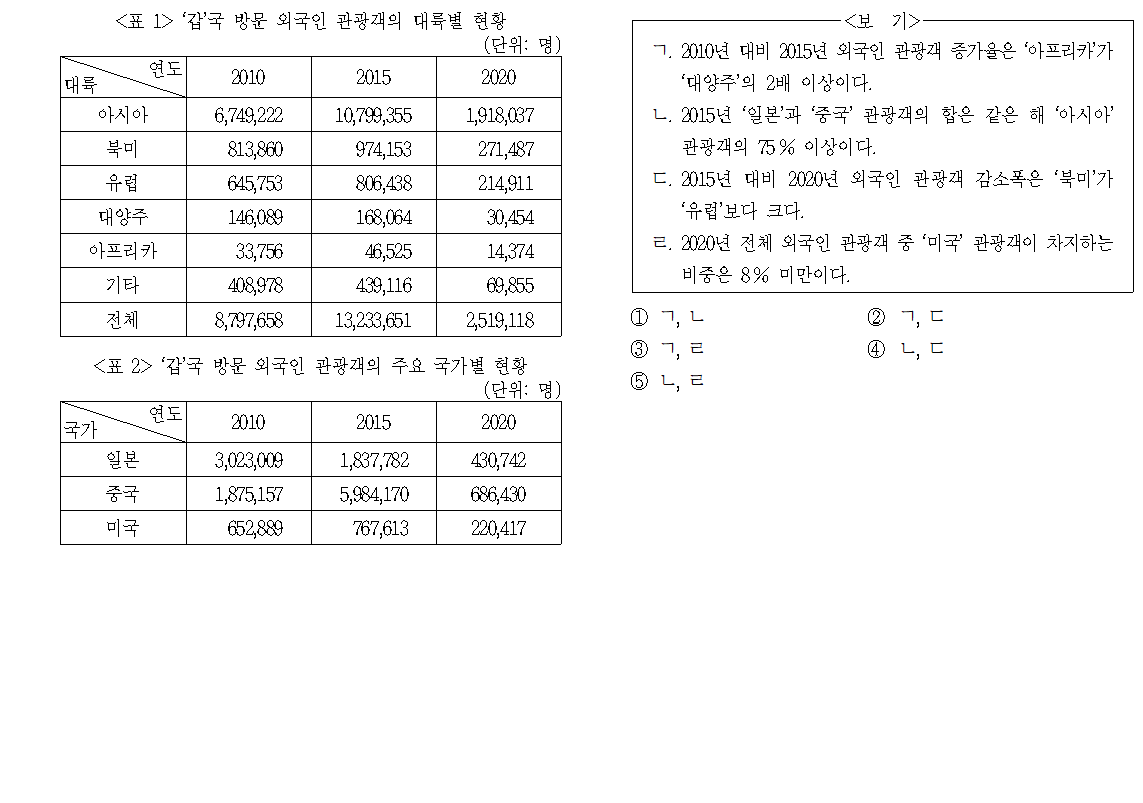 <표 1> ‘갑’국 방문 외국인 관광객의 대륙별 현황
(단위: 명)
연도
대륙
2010 2015 2020
아시아 6,749,222 10,799,355 1,918,037
북미 813,860 974,153 271,487
유럽 645,753 806,438 214,911
대양주 146,089 168,064 30,454
아프리카 33,756 46,525 14,374
기타 408,978 439,116 69,855
전체 8,797,658 13,233,651 2,519,118
<표 2> ‘갑’국 방문 외국인 관광객의 주요 국가별 현황
(단위: 명)
연도
국가
2010 2015 2020
일본 3,023,009 1,837,782 430,742
중국 1,875,157 5,984,170 686,430
미국 652,889 767,613 220,417
<보 기>
ㄱ. 2010년 대비 2015년 외국인 관광객 증가율은 ‘아프리카’가
‘대양주’의 2배 이상이다.
ㄴ. 2015년 ‘일본’과 ‘중국’ 관광객의 합은 같은 해 ‘아시아’
관광객의 75% 이상이다.
ㄷ. 2015년 대비 2020년 외국인 관광객 감소폭은 ‘북미’가
‘유럽’보다 크다.
ㄹ. 2020년 전체 외국인 관광객 중 ‘미국’ 관광객이 차지하는
비중은 8% 미만이다.
① ㄱ, ㄴ ② ㄱ, ㄷ
③ ㄱ, ㄹ ④ ㄴ, ㄷ
⑤ ㄴ, ㄹ